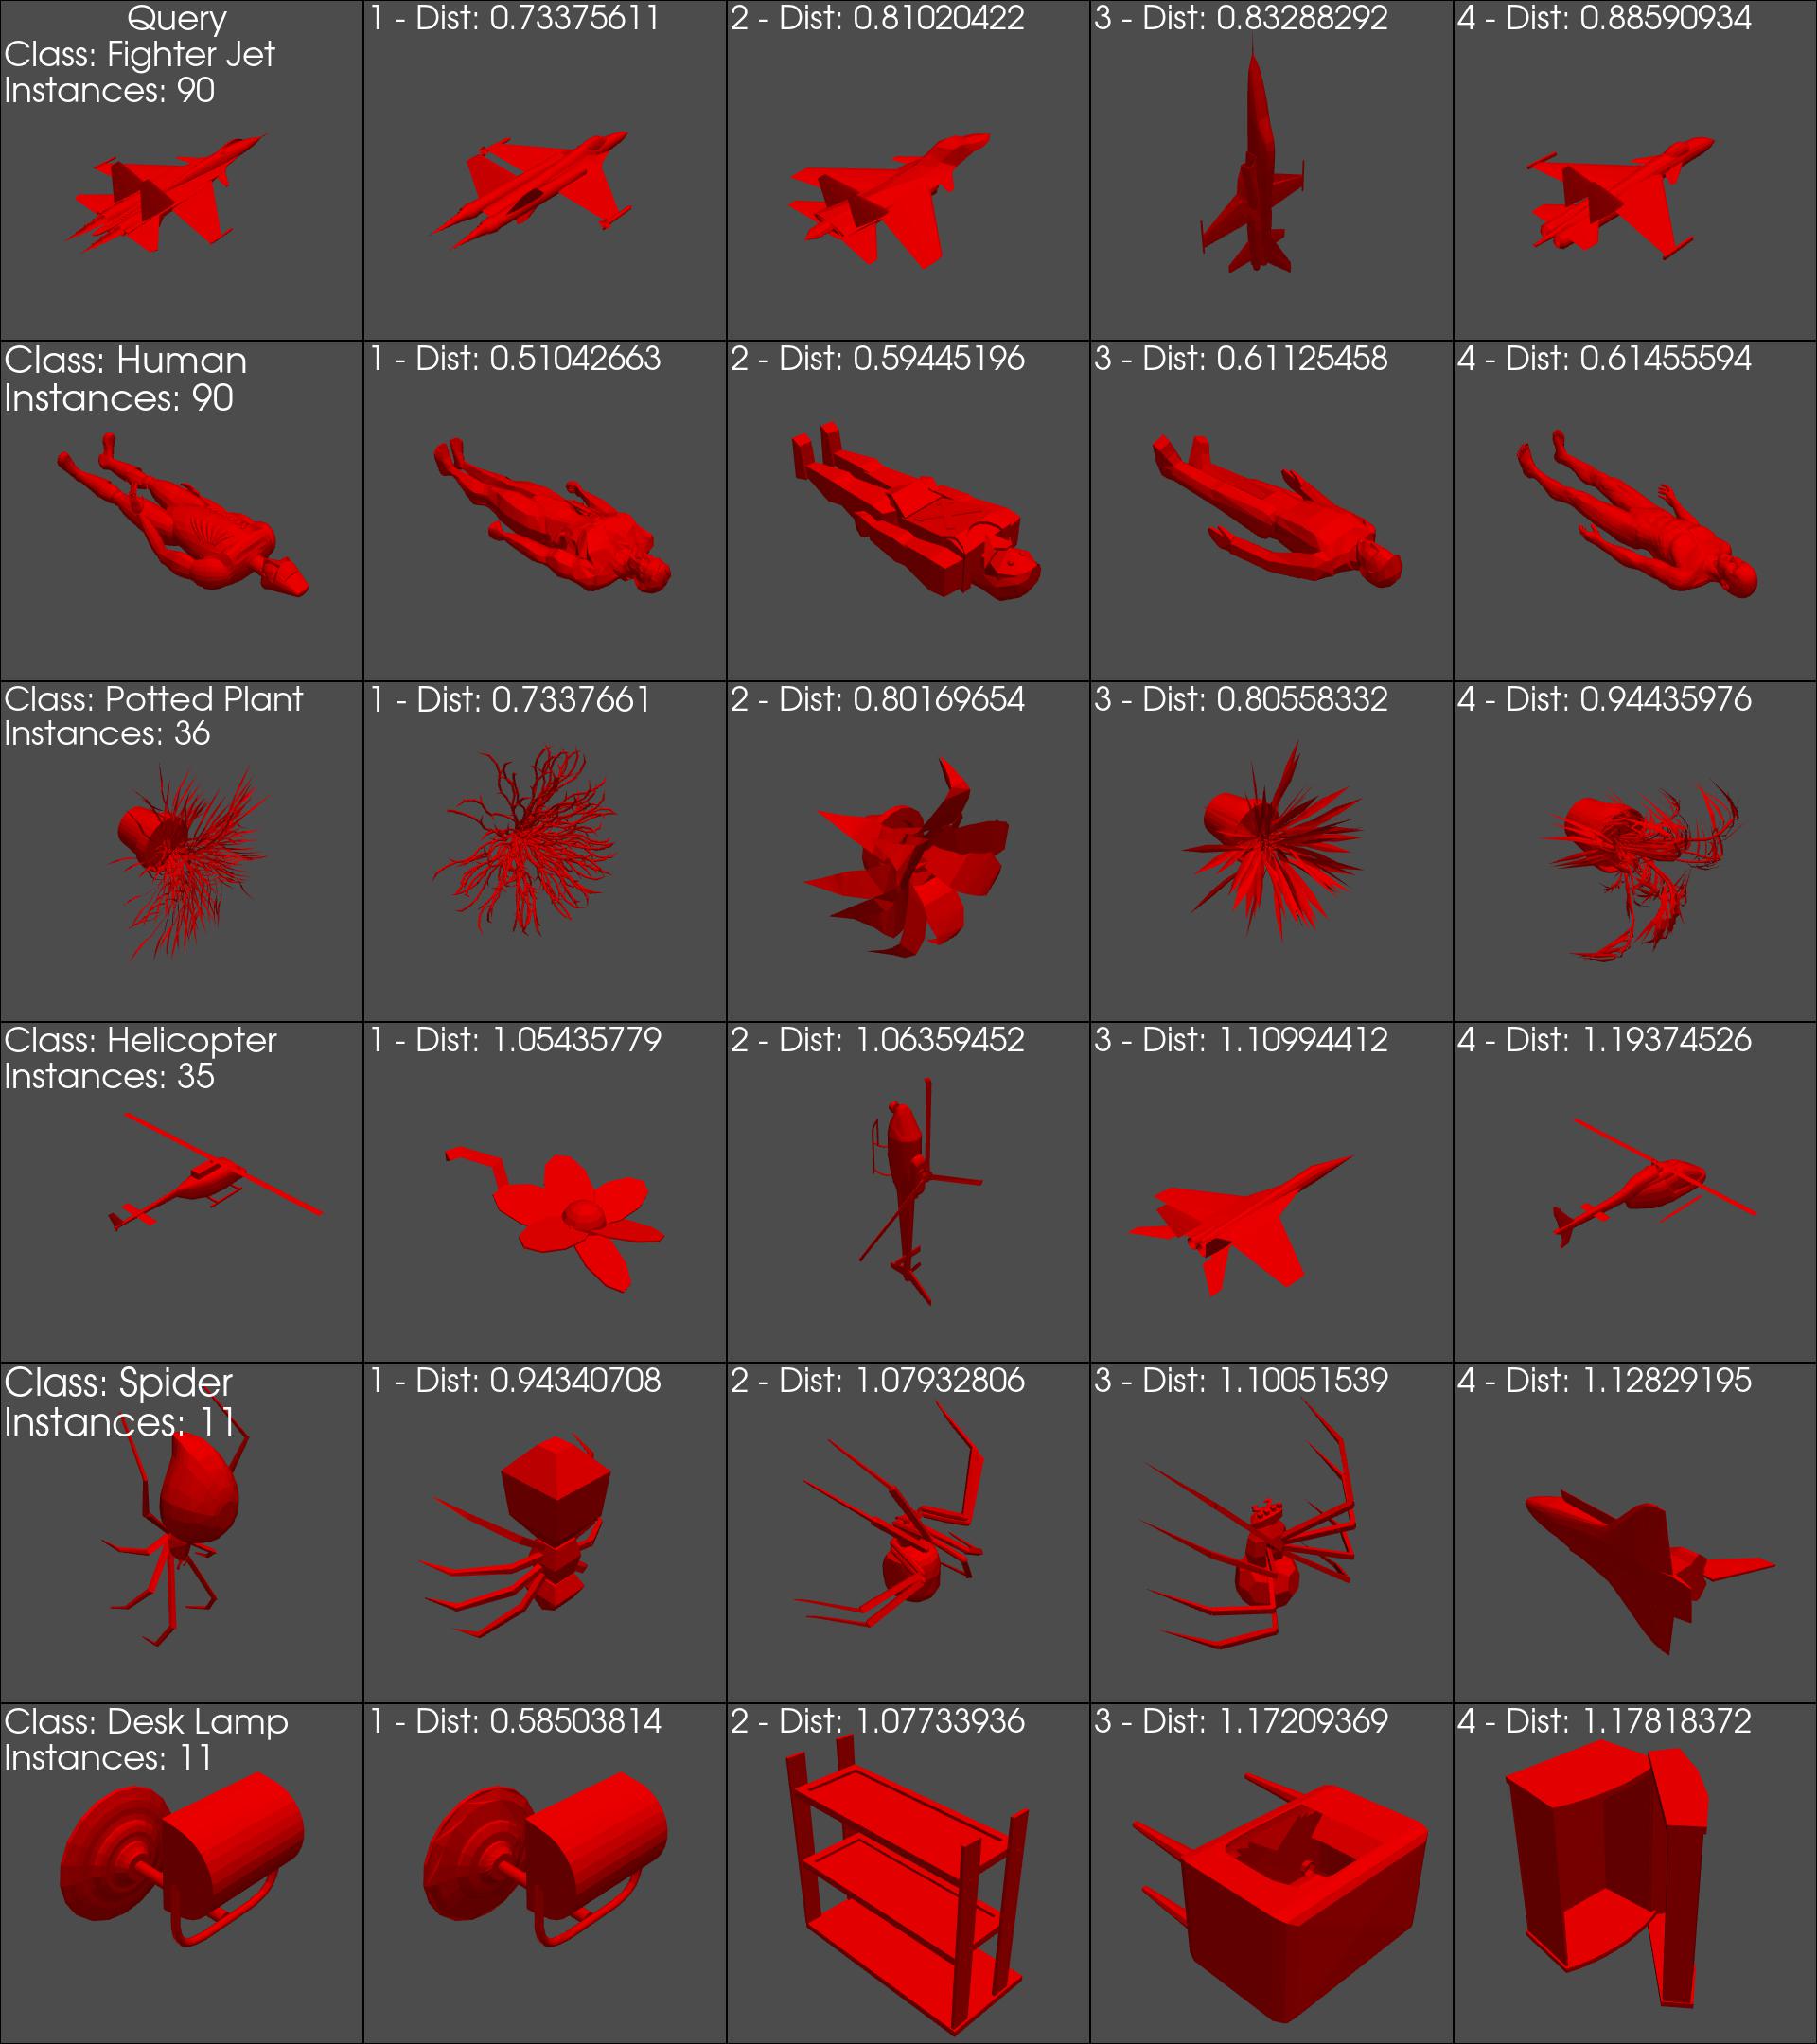 Query
Class: Fighter Jet
Instances: 90
1 - Dist: 0.73375611
2 - Dist: 0.81020422
3 - Dist: 0.83288292
4 - Dist: 0.88590934
Class: Human
Instances: 90
1 - Dist: 0.51042663
2 - Dist: 0.59445196
3 - Dist: 0.61125458
4 - Dist: 0.61455594
Class: Potted Plant
Instances: 36
1 - Dist: 0.7337661
2 - Dist: 0.80169654
3 - Dist: 0.80558332
4 - Dist: 0.94435976
Class: Helicopter
Instances: 35
1 - Dist: 1.05435779
2 - Dist: 1.06359452
3 - Dist: 1.10994412
4 - Dist: 1.19374526
Class: Spider
Instances: 11
1 - Dist: 0.94340708
2 - Dist: 1.07932806
3 - Dist: 1.10051539
4 - Dist: 1.12829195
Class: Desk Lamp
Instances: 11
1 - Dist: 0.58503814
2 - Dist: 1.07733936
3 - Dist: 1.17209369
4 - Dist: 1.17818372